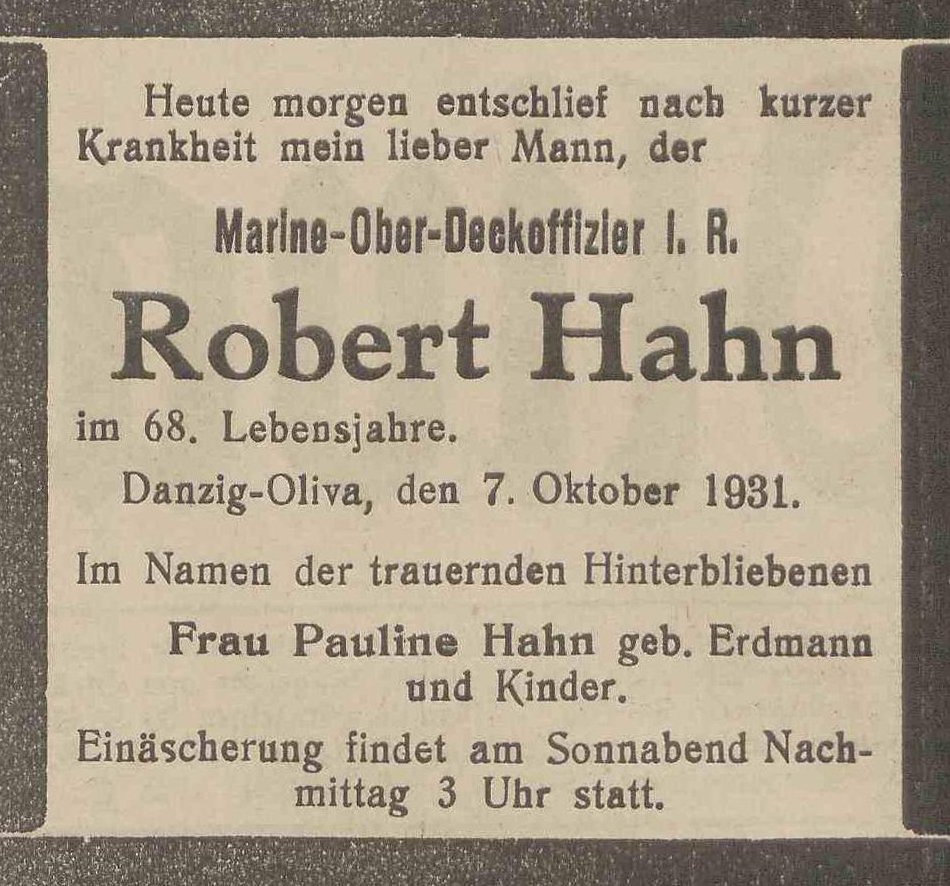 Heute morgen entschlief nach kurzer
Krankheit mein lieber Mann, der
Marine-Ober-Deckoffizier i. R.
Robert Hahn
im 68. Lebensjahre.
Danzig-Oliva, den 7. Oktober 1931.
Im Namen der trauernden Hinterbliebenen
Frau Pauline Hahn geb. Erdmann
und Kinder.
Einäscherung findet am Sonnabend Nach-
mittag 3 Uhr statt.